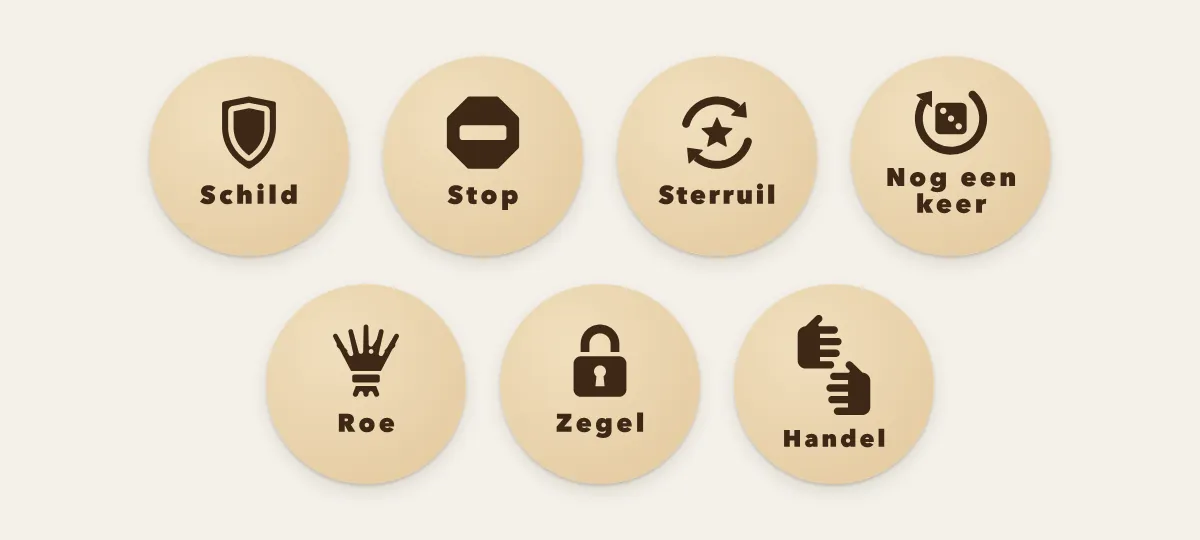 Schild
Stop
Sterruil
Nog een
keer
Roe
Zegel
Handel